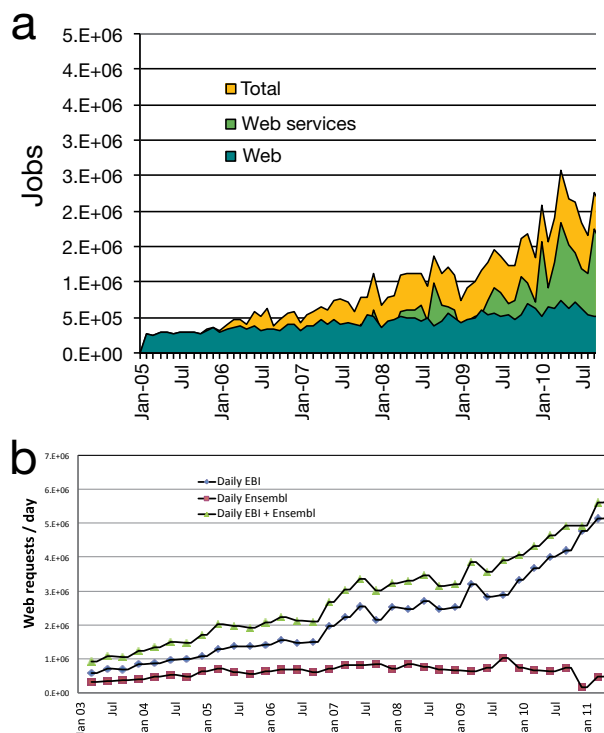 a
5.E+06
4.E+06
4.E+06
3.E+06
3.E+06
2.E+06
2.E+06
1.E+06
5.E+05
0.E+00
Jobs
Total
Web services
Web
Jan-05
Jul
Jan-06
Jul
Jan-07
Jul
Jan-08
Jul
Jan-09
Jul
Jan-10
Jul
b
7.E+06
6.E+06
5.E+06
4.E+06
3.E+06
2.E+06
1.E+06
0.E+00
Web requests / day
Daily EBI
Daily Ensembl
Daily EBI + Ensembl
Jan 03
Jul
Jan 04
Jul
Jan 05
Jul
Jan 06
Jul
Jan 07
Jul
Jan 08
Jul
Jan 09
Jul
Jan 10
Jul
Jan 11